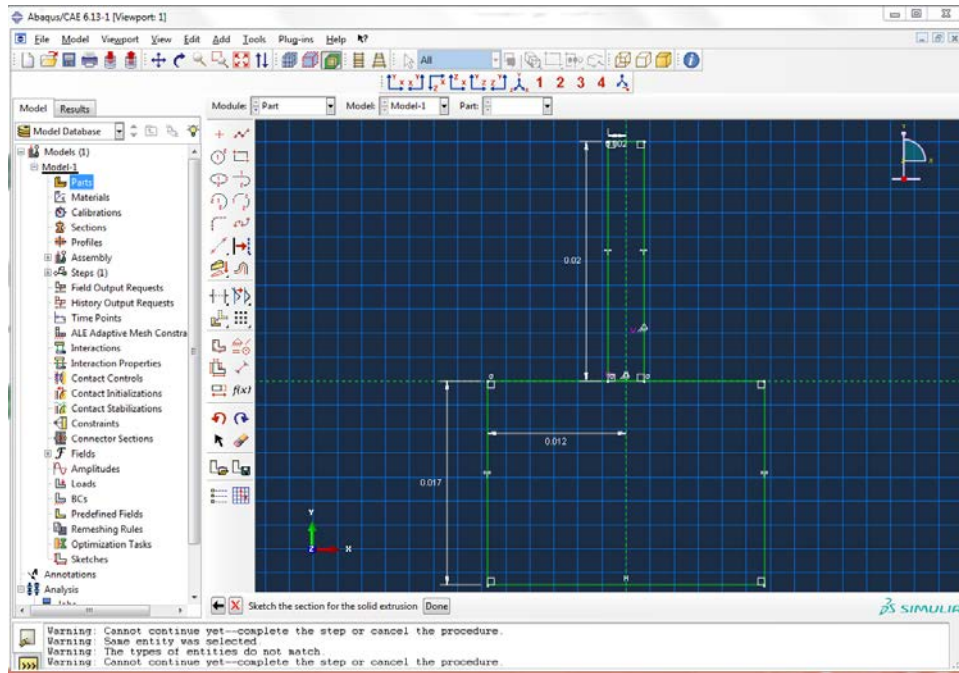 Abaqus/CAE 6.13-1 [Viewport: 1]
File Model Viewport View Edit Add Tools Plug-ins Help
All
1 2 3 4
Model Results
Module: Part Model: Model-1 Part:
Model Database
Models (1)
Model-1
Parts
Materials
Calibrations
Sections
Profiles
Assembly
Steps (1)
Field Output Requests
History Output Requests
Time Points
ALE Adaptive Mesh Constra
Interactions
Interaction Properties
Contact Controls
Contact Initializations
Contact Stabilizations
Constraints
Connector Sections
Fields
Amplitudes
Loads
BCs
Predefined Fields
Remeshing Rules
Optimization Tasks
Sketches
Annotations
Analysis
f(x)
0.002
0.02
0.012
0.017
Y
Z X
H
Sketch the section for the solid extrusion Done
SIMULIA
Warning: Cannot continue yet--complete the step or cancel the procedure.
Warning: Same entity was selected.
Warning: The types of entities do not match.
Warning: Cannot continue yet--complete the step or cancel the procedure.
>>>